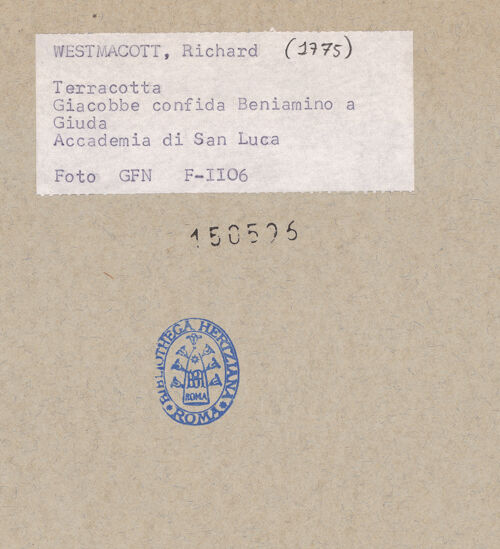 WESTMACOTT, Richard (1775)
Terracotta
Giacobbe confida Beniamino a
Giuda
Accademia di San Luca
Foto GFN F-II06
150596
BIBLIOTHECA HERTZIANA
ROMA
ROMA